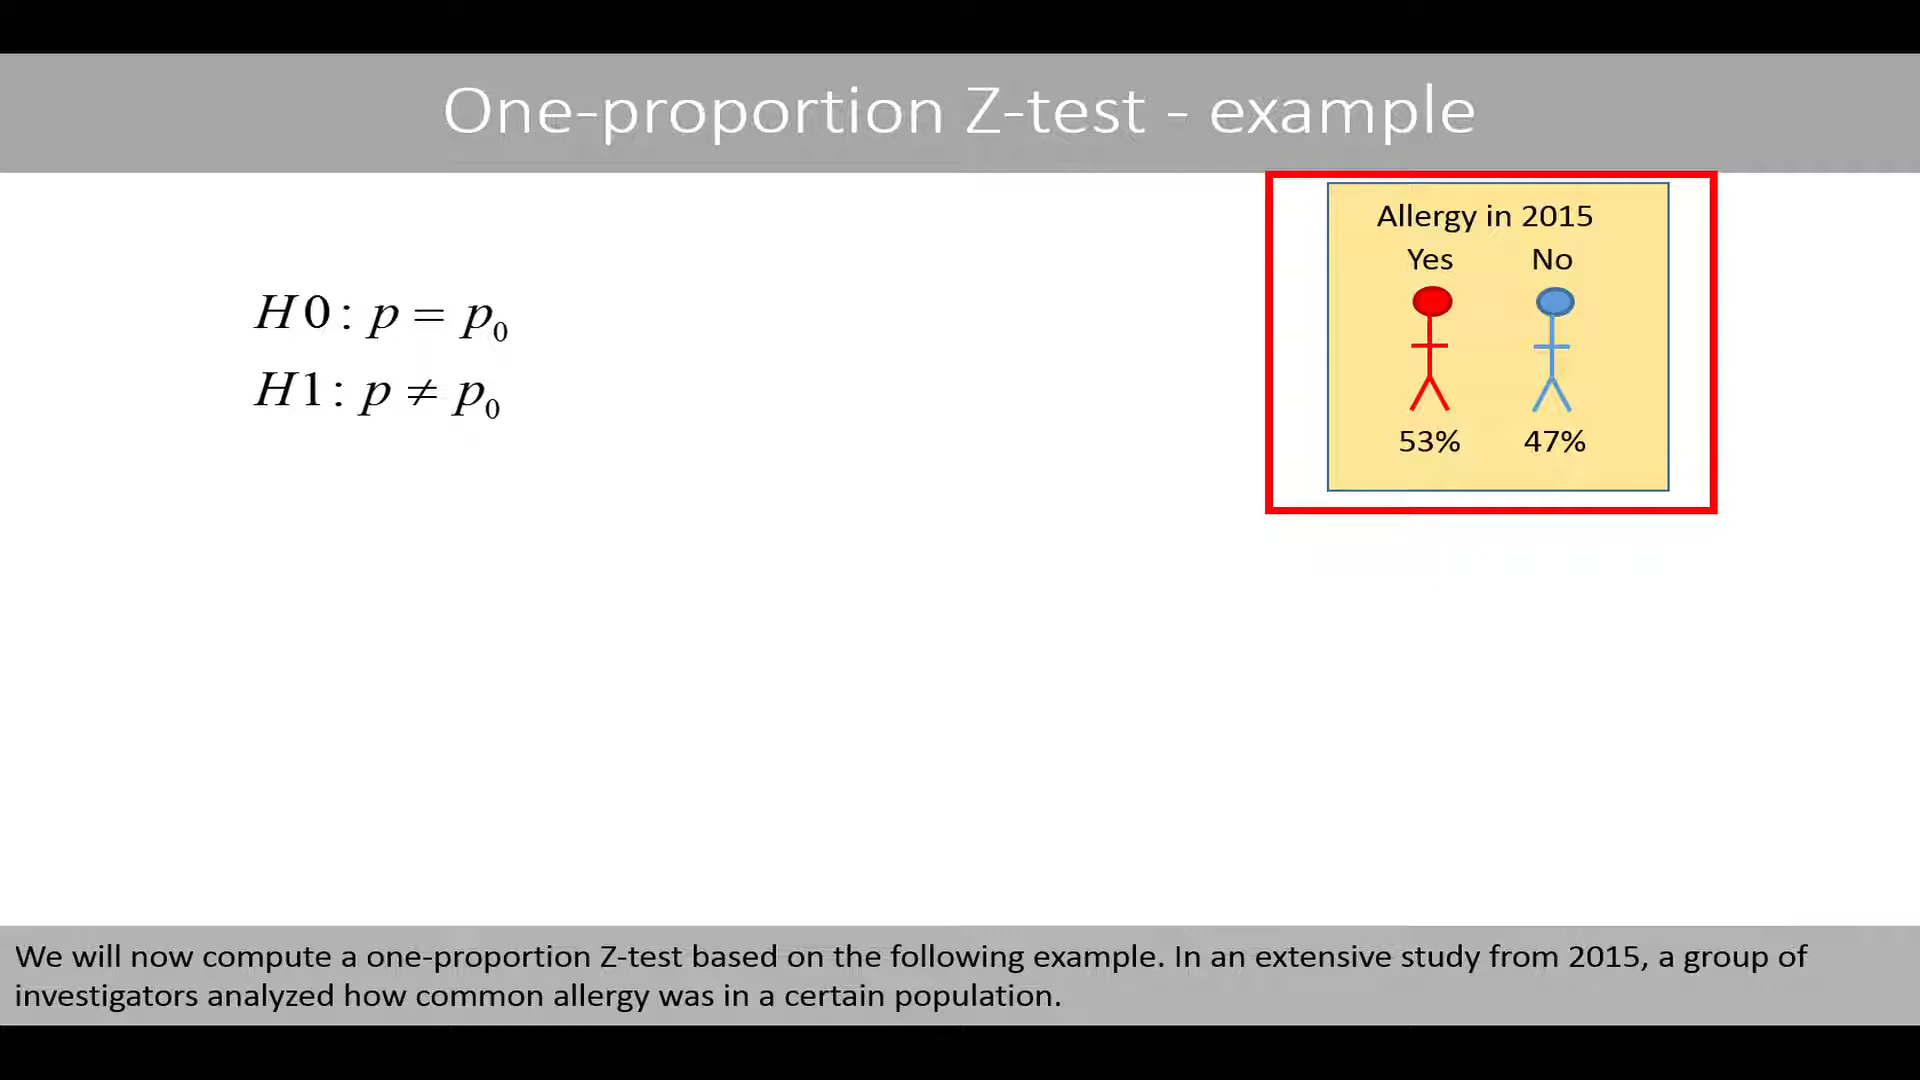 One-proportion Z-test - example
H0: p = p₀
H1: p ≠ p₀
Allergy in 2015
Yes No
53% 47%
We will now compute a one-proportion Z-test based on the following example. In an extensive study from 2015, a group of
investigators analyzed how common allergy was in a certain population.